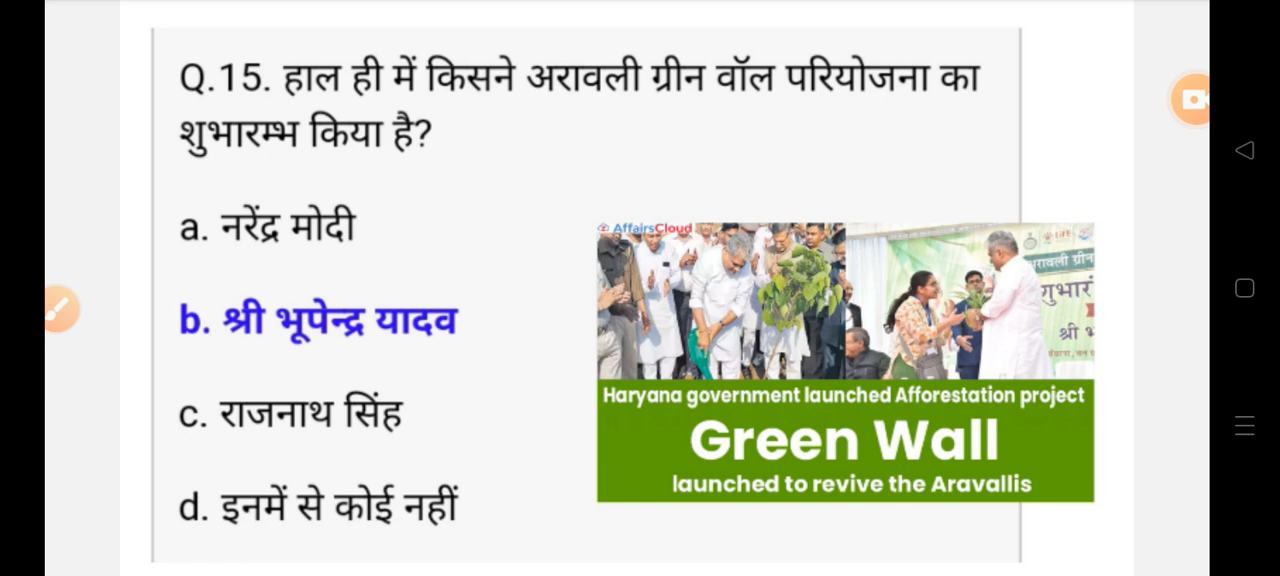 Q.15. हाल ही में किसने अरावली ग्रीन वॉल परियोजना का
शुभारम्भ किया है?
a. नरेंद्र मोदी
b. श्री भूपेन्द्र यादव
c. राजनाथ सिंह
d. इनमें से कोई नहीं
AffairsCloud
श्री
Haryana government launched Afforestation project
Green Wall
launched to revive the Aravallis